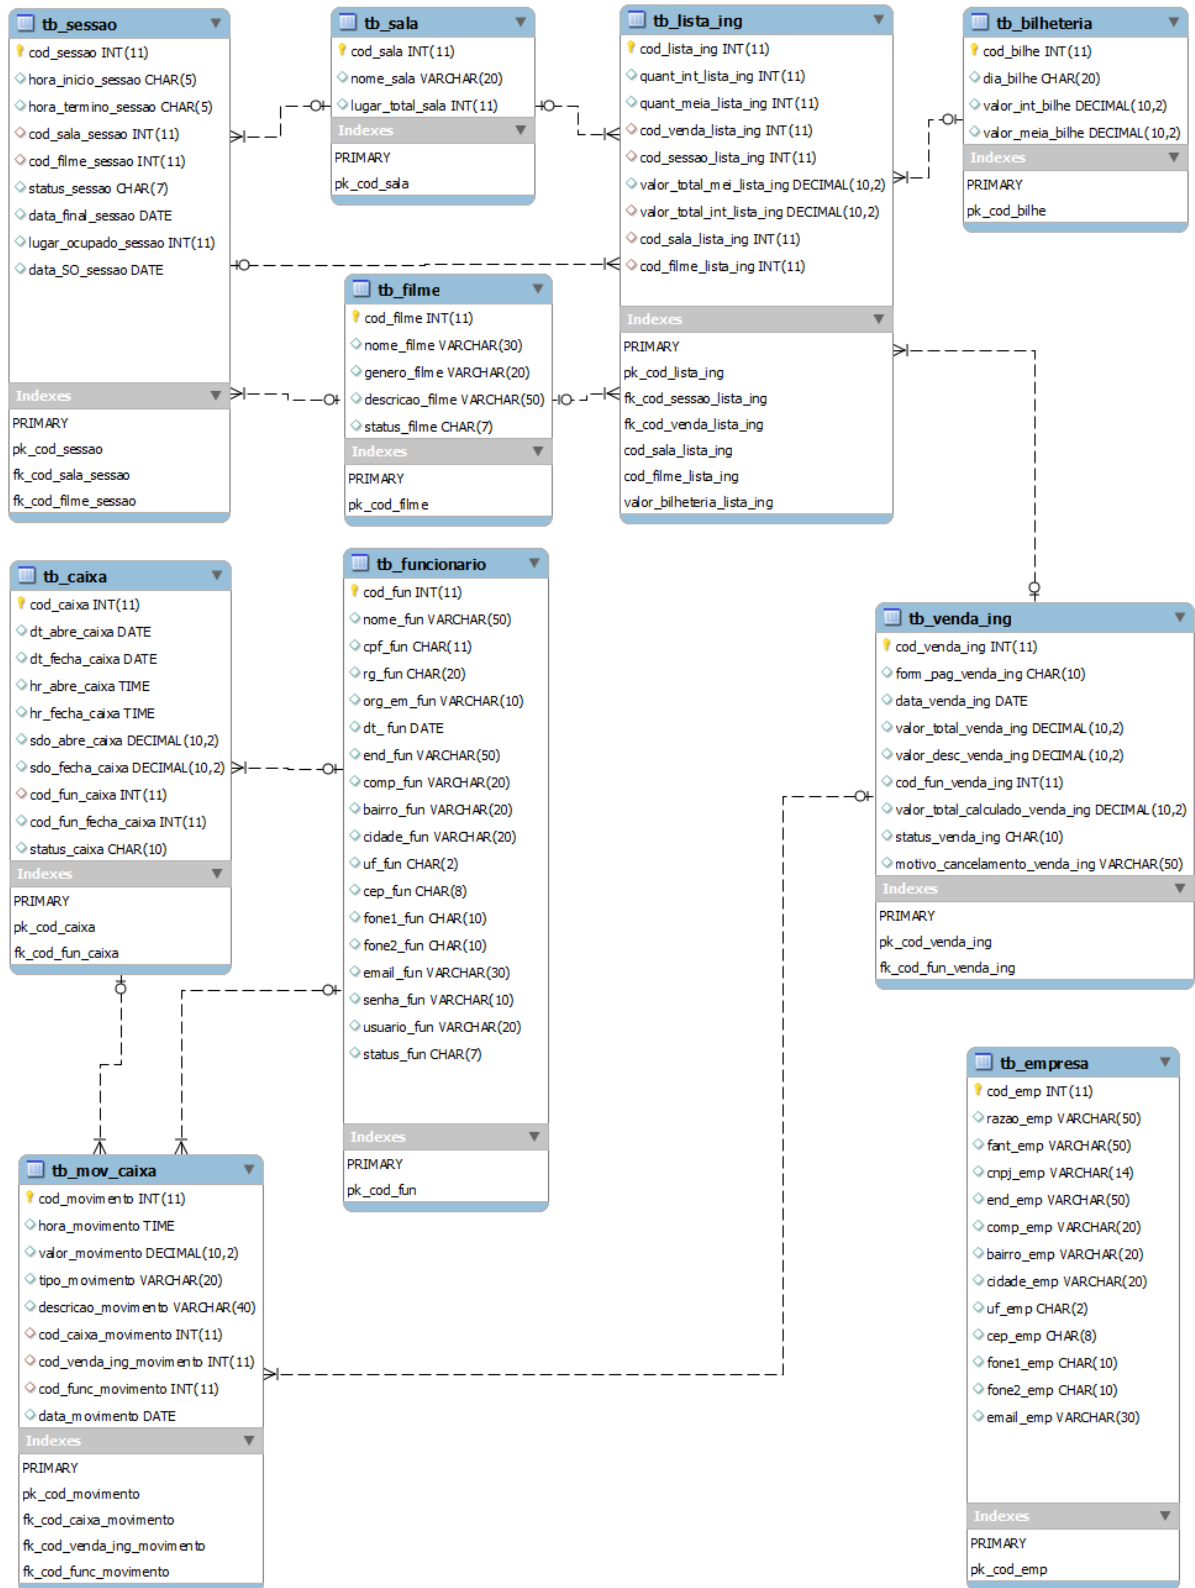 tb_sessao
cod_sessao INT(11)
hora_inicio_sessao CHAR(5)
hora_termino_sessao CHAR(5)
cod_sala_sessao INT(11)
cod_filme_sessao INT(11)
status_sessao CHAR(7)
data_final_sessao DATE
lugar_ocupado_sessao INT(11)
data_SO_sessao DATE
Indexes
PRIMARY
pk_cod_sessao
fk_cod_sala_sessao
fk_cod_filme_sessao
tb_sala
cod_sala INT(11)
nome_sala VARCHAR(20)
lugar_total_sala INT(11)
Indexes
PRIMARY
pk_cod_sala
tb_lista_ing
cod_lista_ing INT(11)
quant_int_lista_ing INT(11)
quant_meia_lista_ing INT(11)
cod_venda_lista_ing INT(11)
cod_sessao_lista_ing INT(11)
valor_total_mei_lista_ing DECIMAL(10,2)
valor_total_int_lista_ing DECIMAL(10,2)
cod_sala_lista_ing INT(11)
cod_filme_lista_ing INT(11)
Indexes
PRIMARY
pk_cod_lista_ing
fk_cod_sessao_lista_ing
fk_cod_venda_lista_ing
cod_sala_lista_ing
cod_filme_lista_ing
valor_bilheteria_lista_ing
tb_bilheteria
cod_bilhe INT(11)
dia_bilhe CHAR(20)
valor_int_bilhe DECIMAL(10,2)
valor_meia_bilhe DECIMAL(10,2)
Indexes
PRIMARY
pk_cod_bilhe
tb_filme
cod_filme INT(11)
nome_filme VARCHAR(30)
genero_filme VARCHAR(20)
descricao_filme VARCHAR(50)
status_filme CHAR(7)
Indexes
PRIMARY
pk_cod_filme
tb_caixa
cod_caixa INT(11)
dt_abre_caixa DATE
dt_fecha_caixa DATE
hr_abre_caixa TIME
hr_fecha_caixa TIME
sdo_abre_caixa DECIMAL(10,2)
sdo_fecha_caixa DECIMAL(10,2)
cod_fun_caixa INT(11)
cod_fun_fecha_caixa INT(11)
status_caixa CHAR(10)
Indexes
PRIMARY
pk_cod_caixa
fk_cod_fun_caixa
tb_funcionario
cod_fun INT(11)
nome_fun VARCHAR(50)
cpf_fun CHAR(11)
rg_fun CHAR(20)
org_em_fun VARCHAR(10)
dt_fun DATE
end_fun VARCHAR(50)
comp_fun VARCHAR(20)
bairro_fun VARCHAR(20)
cidade_fun VARCHAR(20)
uf_fun CHAR(2)
cep_fun CHAR(8)
fone1_fun CHAR(10)
fone2_fun CHAR(10)
email_fun VARCHAR(30)
senha_fun VARCHAR(10)
usuario_fun VARCHAR(20)
status_fun CHAR(7)
Indexes
PRIMARY
pk_cod_fun
tb_venda_ing
cod_venda_ing INT(11)
form_pag_venda_ing CHAR(10)
data_venda_ing DATE
valor_total_venda_ing DECIMAL(10,2)
valor_desc_venda_ing DECIMAL(10,2)
cod_fun_venda_ing INT(11)
valor_total_calculado_venda_ing DECIMAL(10,2)
status_venda_ing CHAR(10)
motivo_cancelamento_venda_ing VARCHAR(50)
Indexes
PRIMARY
pk_cod_venda_ing
fk_cod_fun_venda_ing
tb_mov_caixa
cod_movimento INT(11)
hora_movimento TIME
valor_movimento DECIMAL(10,2)
tipo_movimento VARCHAR(20)
descricao_movimento VARCHAR(40)
cod_caixa_movimento INT(11)
cod_venda_ing_movimento INT(11)
cod_func_movimento INT(11)
data_movimento DATE
Indexes
PRIMARY
pk_cod_movimento
fk_cod_caixa_movimento
fk_cod_venda_ing_movimento
fk_cod_func_movimento
tb_empresa
cod_emp INT(11)
razao_emp VARCHAR(50)
fant_emp VARCHAR(50)
cnpj_emp VARCHAR(14)
end_emp VARCHAR(50)
comp_emp VARCHAR(20)
bairro_emp VARCHAR(20)
cidade_emp VARCHAR(20)
uf_emp CHAR(2)
cep_emp CHAR(8)
fone1_emp CHAR(10)
fone2_emp CHAR(10)
email_emp VARCHAR(30)
Indexes
PRIMARY
pk_cod_emp